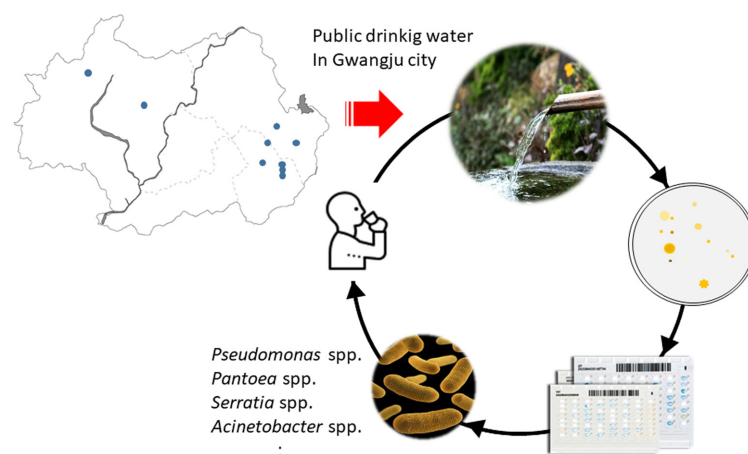 Public drinkig water
In Gwangju city
Pseudomonas spp.
Pantoea spp.
Serratia spp.
Acinetobacter spp.
.